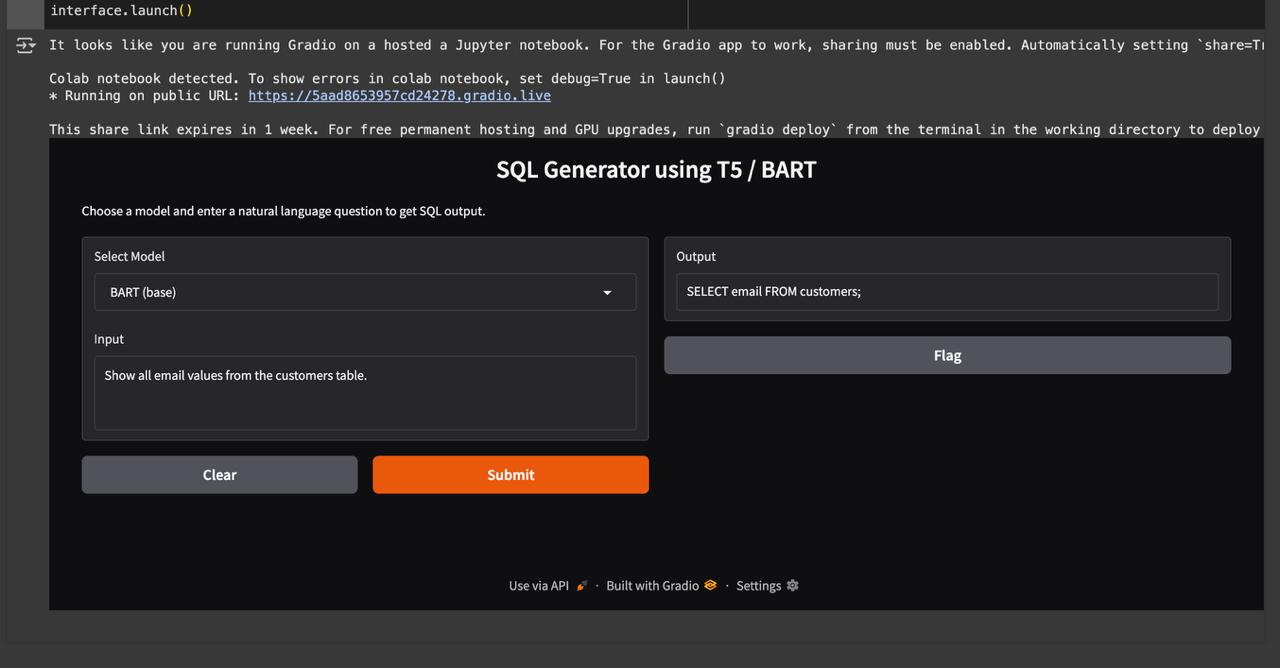 interface.launch()
It looks like you are running Gradio on a hosted a Jupyter notebook. For the Gradio app to work, sharing must be enabled. Automatically setting `share=Tr
Colab notebook detected. To show errors in colab notebook, set debug=True in launch()
* Running on public URL: https://5aad8653957cd24278.gradio.live
This share link expires in 1 week. For free permanent hosting and GPU upgrades, run `gradio deploy` from the terminal in the working directory to deploy
SQL Generator using T5 / BART
Choose a model and enter a natural language question to get SQL output.
Select Model
BART (base)
Input
Show all email values from the customers table.
Clear
Submit
Output
SELECT email FROM customers;
Flag
Use via API · Built with Gradio · Settings